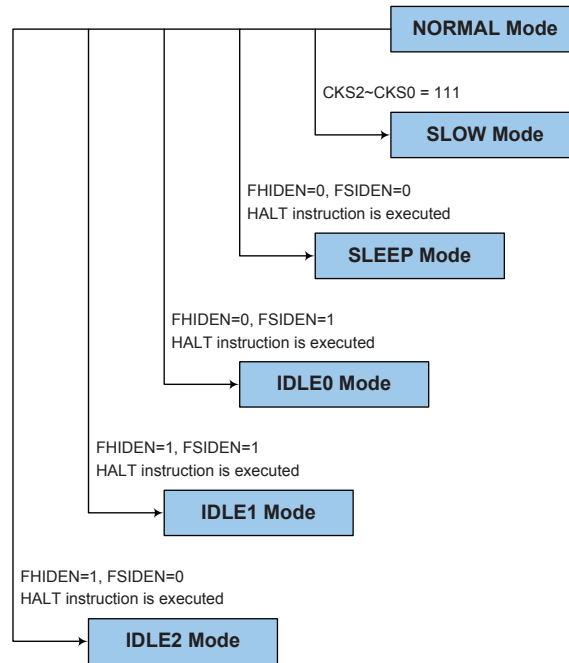 NORMAL Mode
CKS2~CKS0 = 111
SLOW Mode
FHIDEN=0, FSIDEN=0
HALT instruction is executed
SLEEP Mode
FHIDEN=0, FSIDEN=1
HALT instruction is executed
IDLE0 Mode
FHIDEN=1, FSIDEN=1
HALT instruction is executed
IDLE1 Mode
FHIDEN=1, FSIDEN=0
HALT instruction is executed
IDLE2 Mode